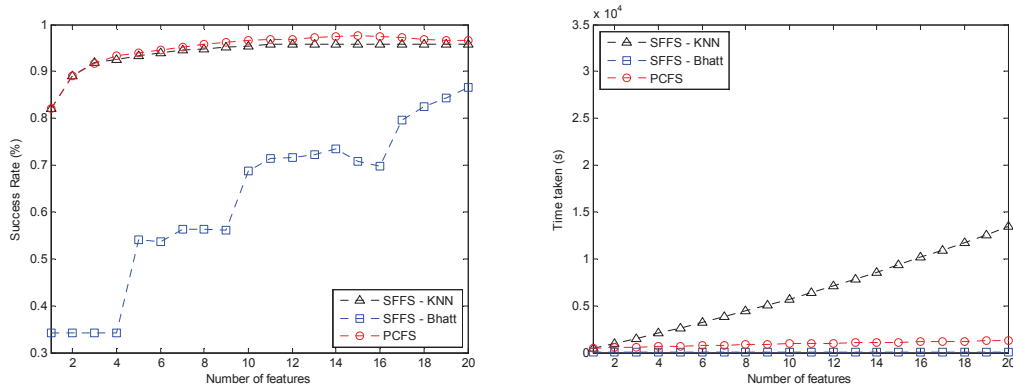 1
0.9
0.8
0.7
0.6
0.5
0.4
0.3
Success Rate (%)
2 4 6 8 10 12 14 16 18 20
Number of features
SFFS - KNN
SFFS - Bhatt
PCFS
x 10^4
3.5
3
2.5
2
1.5
1
0.5
0
Time taken (s)
2 4 6 8 10 12 14 16 18 20
Number of features
SFFS - KNN
SFFS - Bhatt
PCFS